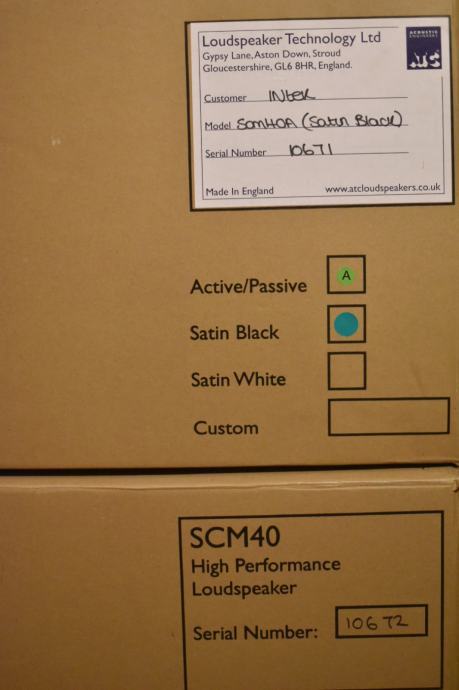 Loudspeaker Technology Ltd
ACOUSTIC
ENGINEERS
Gypsy Lane, Aston Down, Stroud
Gloucestershire, GL6 8HR, England.
Customer Intek
Model SCM40A (Satin Black)
Serial Number 10671
Made In England www.atcloudspeakers.co.uk
Active/Passive A
Satin Black
Satin White
Custom
SCM40
High Performance
Loudspeaker
Serial Number: 10672